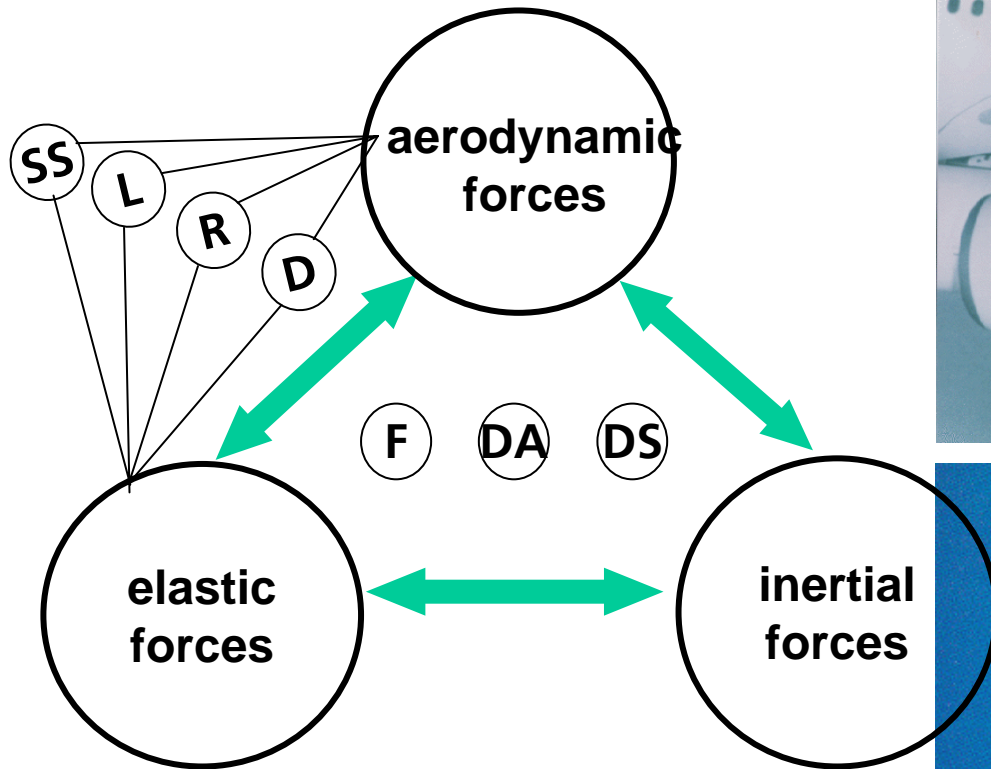 aerodynamic
forces
SS
L
R
D
F DA DS
elastic
forces
inertial
forces